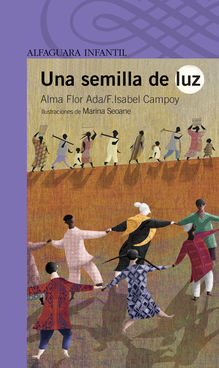 ALFAGUARA INFANTIL
Una semilla de luz
Alma Flor Ada/F.Isabel Campoy
Ilustraciones de Marina Seoane